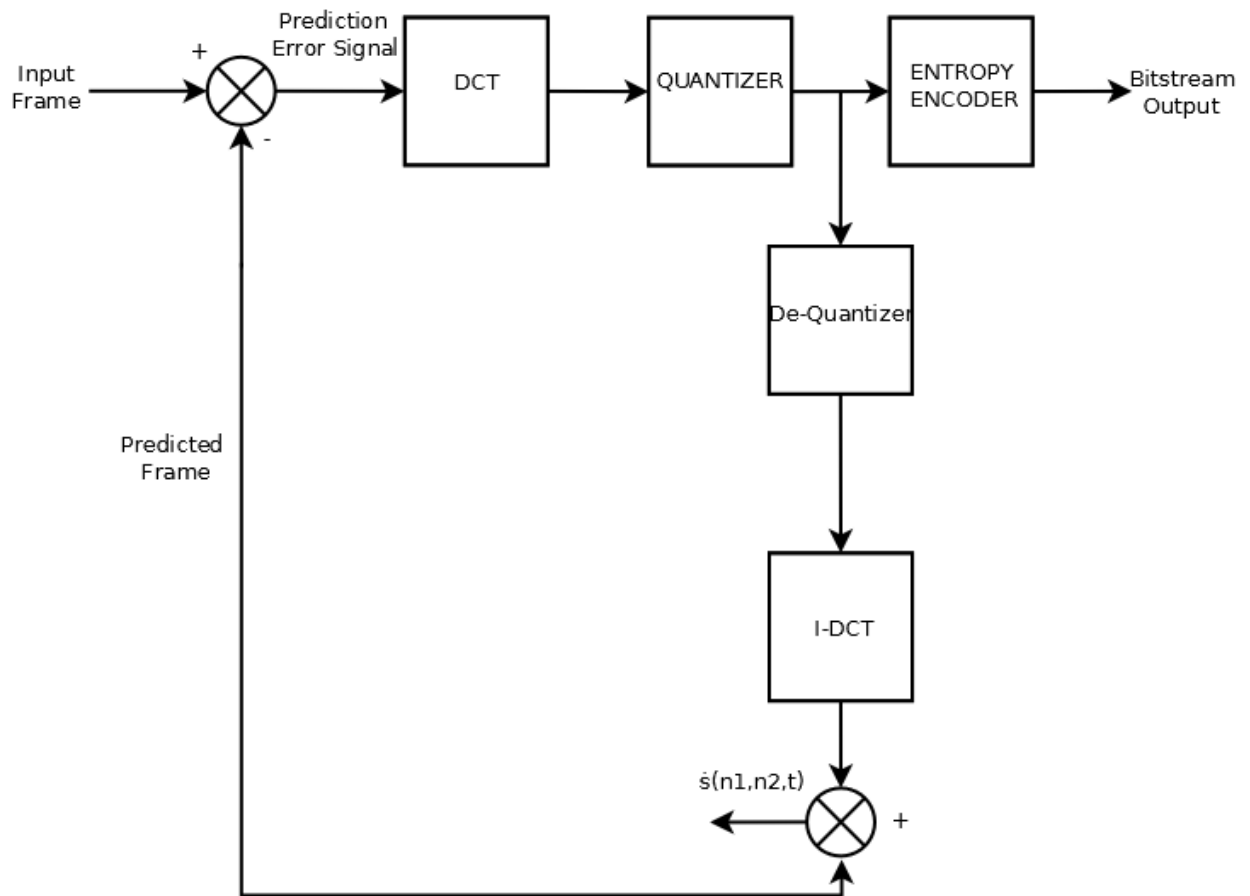 Prediction
Error Signal
+
Input
Frame
-
DCT
QUANTIZER
ENTROPY
ENCODER
Bitstream
Output
De-Quantizer
Predicted
Frame
I-DCT
ṡ(n1,n2,t)
+